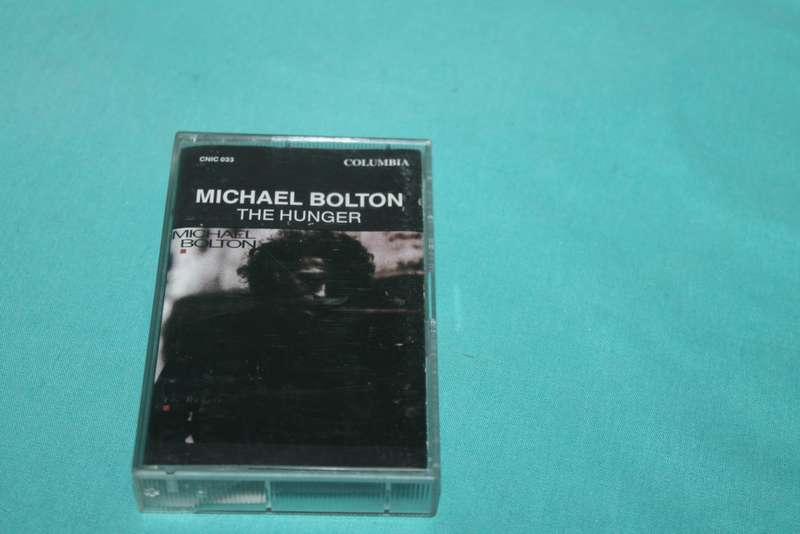 CNIC 033 COLUMBIA
MICHAEL BOLTON
THE HUNGER
MICHAEL
BOLTON